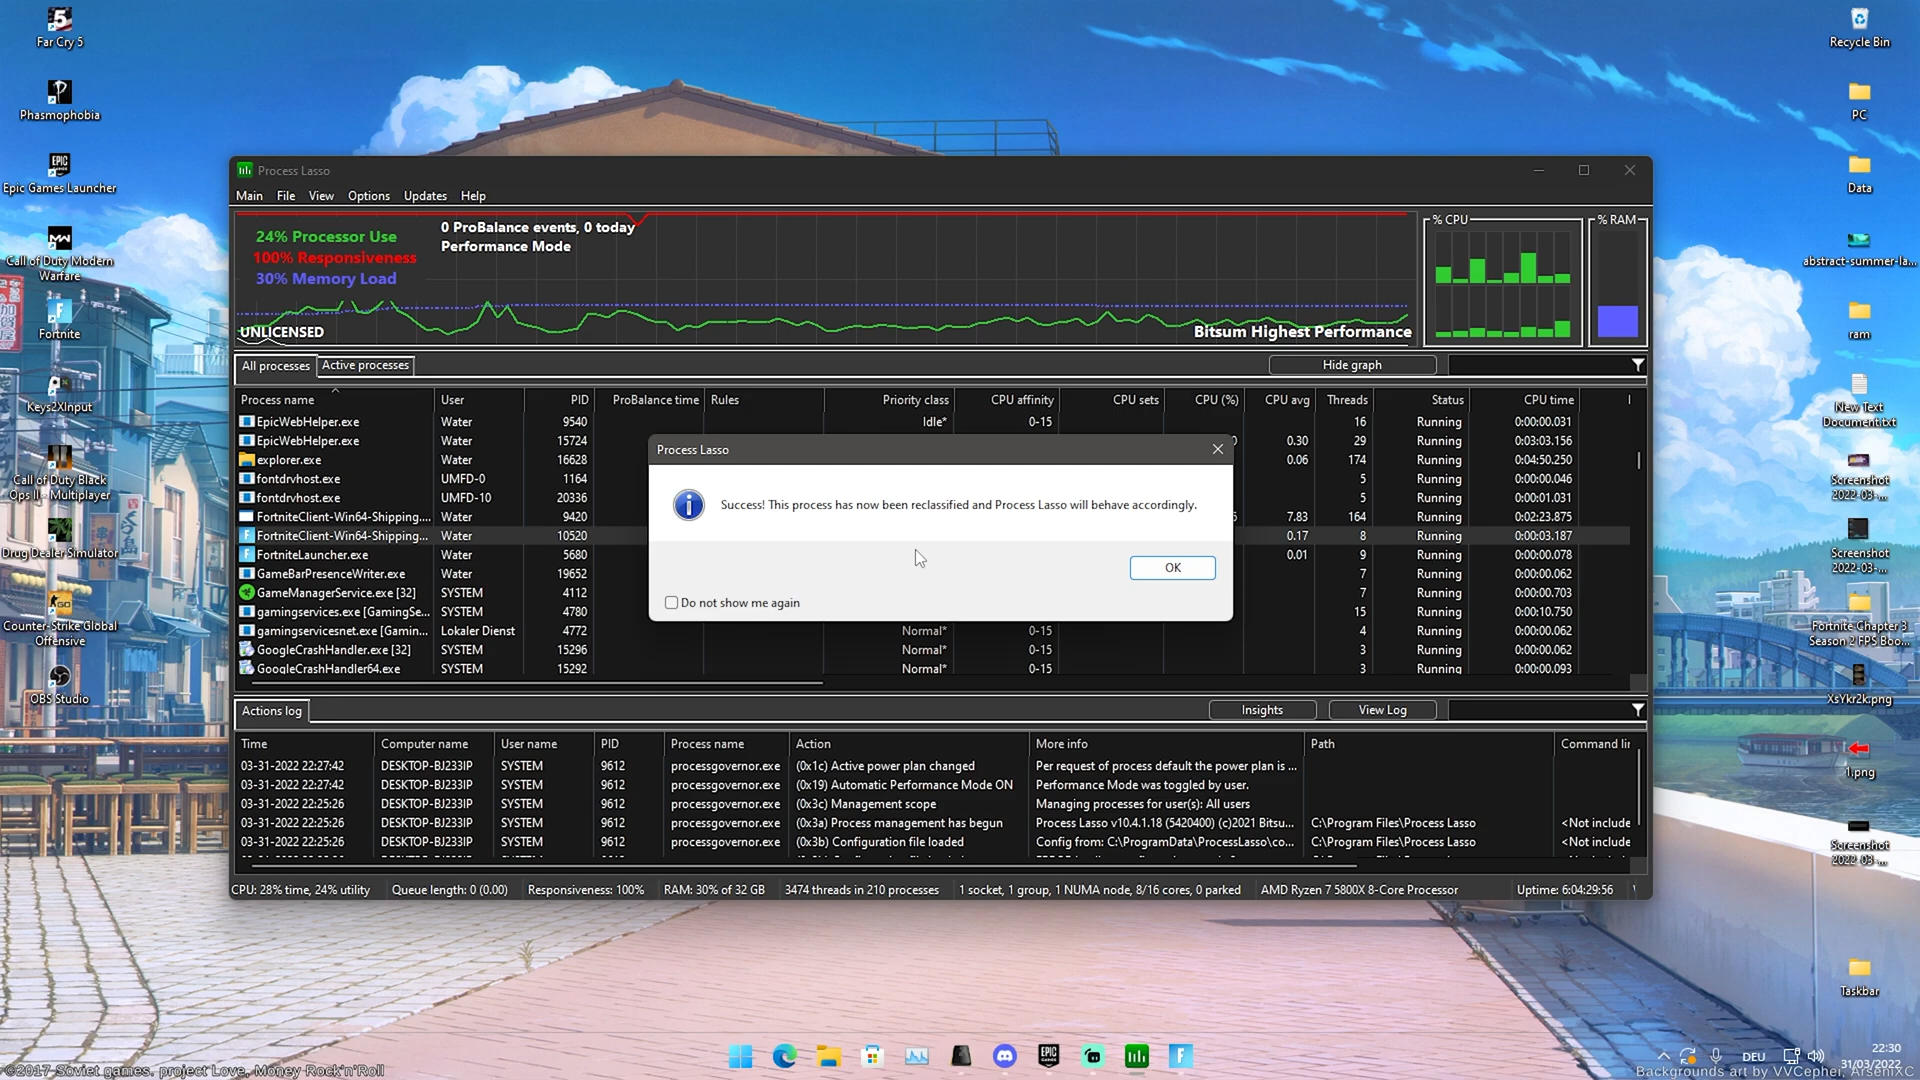 Far Cry 5
Phasmophobia
Epic Games Launcher
Call of Duty Modern
Warfare
Fortnite
Keys2XInput
Call of Duty Black
Ops II - Multiplayer
Drug Dealer Simulator
Counter-Strike Global
Offensive
OBS Studio
Process Lasso
Main File View Options Updates Help
24% Processor Use
100% Responsiveness
30% Memory Load
0 ProBalance events, 0 today
Performance Mode
UNLICENSED
Bitsum Highest Performance
% CPU
% RAM
All processes Active processes Hide graph
Process name User PID ProBalance time Rules Priority class CPU affinity CPU sets CPU (%) CPU avg Threads Status CPU time
EpicWebHelper.exe Water 9540 Idle* 0-15 16 Running 0:00:00.031
EpicWebHelper.exe Water 15724 0.30 29 Running 0:03:03.156
explorer.exe Water 16628 0.06 174 Running 0:04:50.250
fontdrvhost.exe UMFD-0 1164 5 Running 0:00:00.046
fontdrvhost.exe UMFD-10 20336 5 Running 0:00:01.031
FortniteClient-Win64-Shipping.... Water 9420 7.83 164 Running 0:02:23.875
FortniteClient-Win64-Shipping.... Water 10520 0.17 8 Running 0:00:03.187
FortniteLauncher.exe Water 5680 0.01 9 Running 0:00:00.078
GameBarPresenceWriter.exe Water 19652 7 Running 0:00:00.062
GameManagerService.exe [32] SYSTEM 4112 7 Running 0:00:00.703
gamingservices.exe [GamingSe... SYSTEM 4780 15 Running 0:00:10.750
gamingservicesnet.exe [Gamin... Lokaler Dienst 4772 Normal* 0-15 4 Running 0:00:00.062
GoogleCrashHandler.exe [32] SYSTEM 15296 Normal* 0-15 3 Running 0:00:00.062
GoogleCrashHandler64.exe SYSTEM 15292 Normal* 0-15 3 Running 0:00:00.093
Process Lasso
Success! This process has now been reclassified and Process Lasso will behave accordingly.
OK
Do not show me again
Actions log Insights View Log
Time Computer name User name PID Process name Action More info Path Command lir
03-31-2022 22:27:42 DESKTOP-BJ233IP SYSTEM 9612 processgovernor.exe (0x1c) Active power plan changed Per request of process default the power plan is ...
03-31-2022 22:27:42 DESKTOP-BJ233IP SYSTEM 9612 processgovernor.exe (0x19) Automatic Performance Mode ON Performance Mode was toggled by user.
03-31-2022 22:25:26 DESKTOP-BJ233IP SYSTEM 9612 processgovernor.exe (0x3c) Management scope Managing processes for user(s): All users
03-31-2022 22:25:26 DESKTOP-BJ233IP SYSTEM 9612 processgovernor.exe (0x3a) Process management has begun Process Lasso v10.4.1.18 (5420400) (c)2021 Bitsu... C:\Program Files\Process Lasso <Not include
03-31-2022 22:25:26 DESKTOP-BJ233IP SYSTEM 9612 processgovernor.exe (0x3b) Configuration file loaded Config from: C:\ProgramData\ProcessLasso\co... C:\Program Files\Process Lasso <Not include
CPU: 28% time, 24% utility Queue length: 0 (0.00) Responsiveness: 100% RAM: 30% of 32 GB 3474 threads in 210 processes 1 socket, 1 group, 1 NUMA node, 8/16 cores, 0 parked AMD Ryzen 7 5800X 8-Core Processor Uptime: 6:04:29:56
Recycle Bin
PC
Data
abstract-summer-la...
ram
New Text
Document.txt
Screenshot
2022-03-...
Screenshot
2022-03-...
Fortnite Chapter 3
Season 2 FPS Boo...
XsYkr2k.png
1.png
Screenshot
2022-03-...
Taskbar
EPIC
GAMES
DEU
22:30
31/03/2022
©2017 Soviet games. project Love, Money Rock'n'Roll
Backgrounds art by VVCepheI, ArseniXC